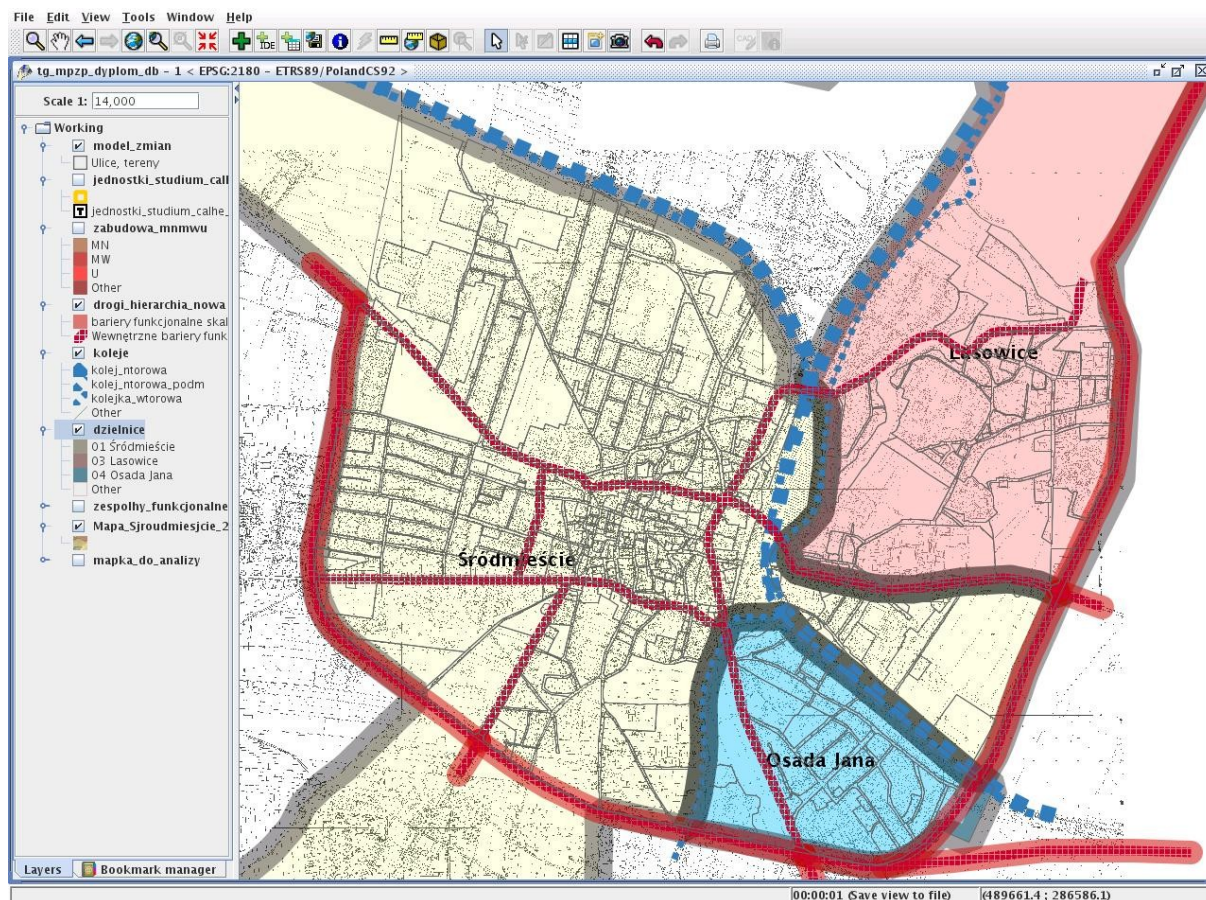 File Edit View Tools Window Help
TDE
CAD
tg_mpzp_dyplom_db - 1 < EPSG:2180 - ETRS89/PolandCS92 >
Scale 1: 14,000
Working
model_zmian
Ulice, tereny
jednostki_studium_call
T jednostki_studium_calhe_
zabudowa_mnmwu
MN
MW
U
Other
drogi_hierarchia_nowa
bariery funkcjonalne skal
Wewnętrzne bariery funk
koleje
kolej_ntorowa
kolej_ntorowa_podm
kolejka_wtorowa
Other
dzielnice
01 Śródmieście
03 Lasowice
04 Osada Jana
Other
zespolhy_funkcjonalne
Mapa_Sjroudmiesjcie_2
mapka_do_analizy
Lasowice
Śródmieście
Osada Jana
Layers Bookmark manager
00:00:01 (Save view to file) (489661.4 ; 286586.1)